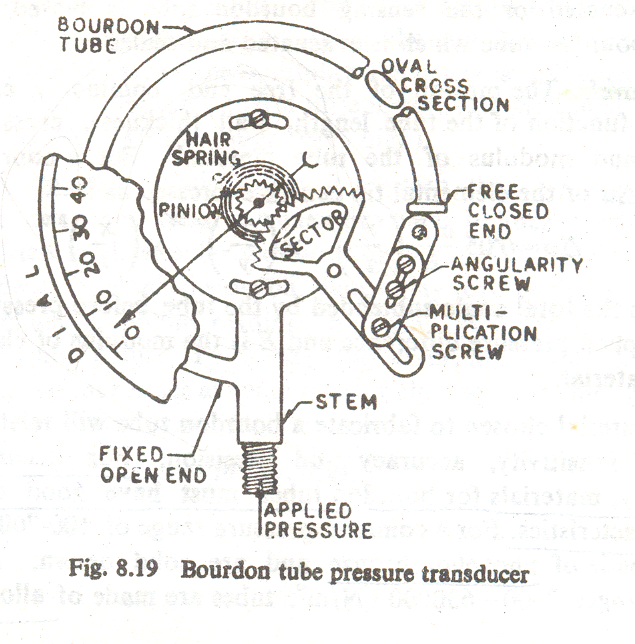 BOURDON
TUBE
OVAL
CROSS
SECTION
HAIR
SPRING
PINION
SECTOR
FREE
CLOSED
END
ANGULARITY
SCREW
MULTI-
PLICATION
SCREW
40
30
20
10
0
DIAL
STEM
FIXED
OPEN END
APPLIED
PRESSURE
Fig. 8.19 Bourdon tube pressure transducer